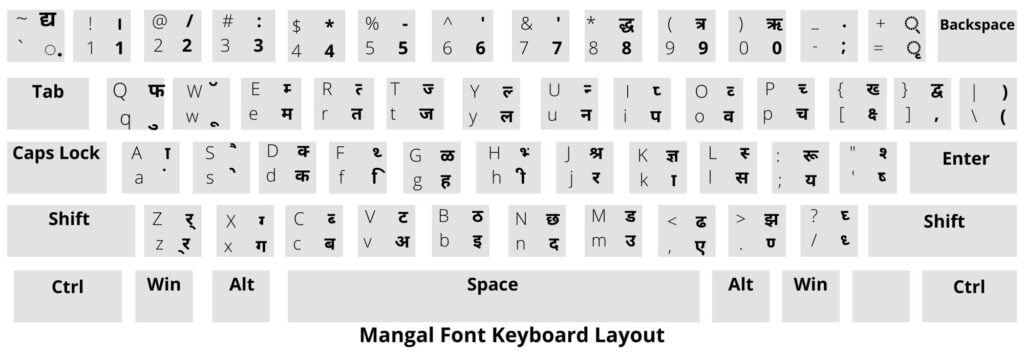 ~ द्य ! । @ / # : $ * % - ^ ' & ' * द्ध ( त्र ) ऋ _ . + ् Backspace
` ़. 1 1 2 2 3 3 4 4 5 5 6 6 7 7 8 8 9 9 0 0 - ; = ृ
Tab Q फ W ॅ E म्‍ R त्‍ T ज्‍ Y ल्‍ U न्‍ I प्‍ O व्‍ P च्‍ { ख्‍ } द्व | )
q ु w ू e म r त t ज y ल u न i प o व p च [ क्ष्‍ ] , \ (
Caps Lock A ां S ै D क्‍ F थ्‍ G ळ H भ्‍ J श्र K ज्ञ L स्‍ : रू " श्‍ Enter
a ं s े d क f ि g ह h ी j र k ा l स ; य ' ष्‍
Shift Z र् X ग्‍ C ब्‍ V ट B ठ N छ M ड < ढ > झ ? घ्‍ Shift
z ्र x ग c ब v अ b इ n द m उ , ए . ण्‍ / ध्‍
Ctrl Win Alt Space Alt Win Ctrl
Mangal Font Keyboard Layout